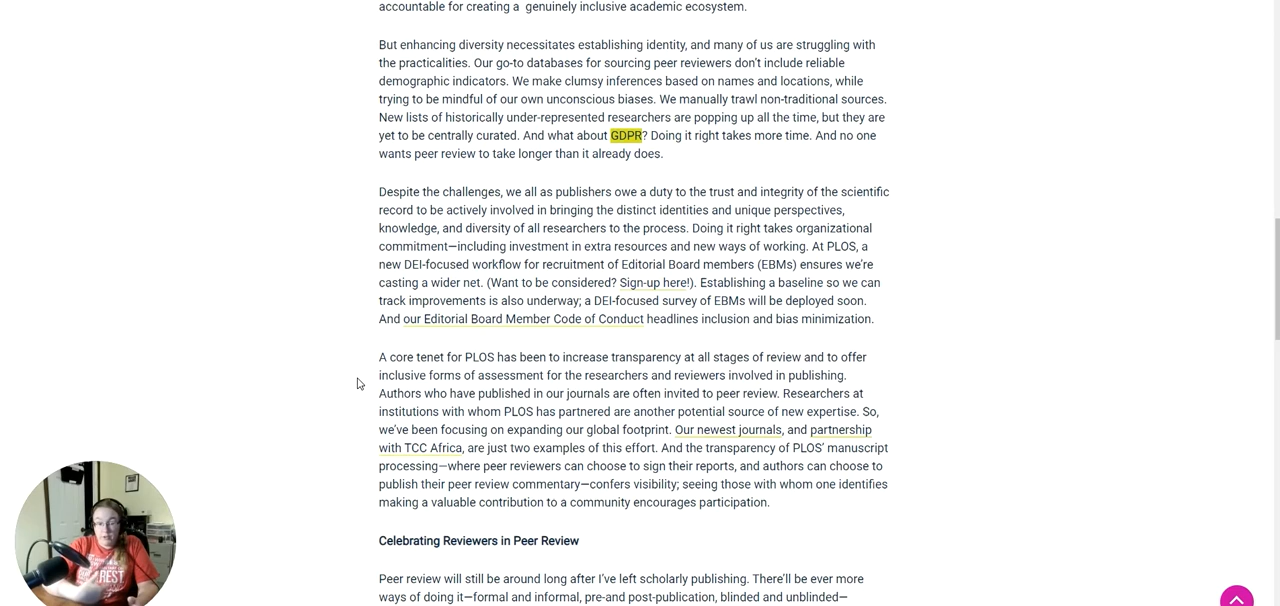 accountable for creating a  genuinely inclusive academic ecosystem.
But enhancing diversity necessitates establishing identity, and many of us are struggling with
the practicalities. Our go-to databases for sourcing peer reviewers don’t include reliable
demographic indicators. We make clumsy inferences based on names and locations, while
trying to be mindful of our own unconscious biases. We manually trawl non-traditional sources.
New lists of historically under-represented researchers are popping up all the time, but they are
yet to be centrally curated. And what about GDPR? Doing it right takes more time. And no one
wants peer review to take longer than it already does.
Despite the challenges, we all as publishers owe a duty to the trust and integrity of the scientific
record to be actively involved in bringing the distinct identities and unique perspectives,
knowledge, and diversity of all researchers to the process. Doing it right takes organizational
commitment—including investment in extra resources and new ways of working. At PLOS, a
new DEI-focused workflow for recruitment of Editorial Board members (EBMs) ensures we’re
casting a wider net. (Want to be considered? Sign-up here!). Establishing a baseline so we can
track improvements is also underway; a DEI-focused survey of EBMs will be deployed soon.
And our Editorial Board Member Code of Conduct headlines inclusion and bias minimization.
A core tenet for PLOS has been to increase transparency at all stages of review and to offer
inclusive forms of assessment for the researchers and reviewers involved in publishing.
Authors who have published in our journals are often invited to peer review. Researchers at
institutions with whom PLOS has partnered are another potential source of new expertise. So,
we’ve been focusing on expanding our global footprint. Our newest journals, and partnership
with TCC Africa, are just two examples of this effort. And the transparency of PLOS’ manuscript
processing—where peer reviewers can choose to sign their reports, and authors can choose to
publish their peer review commentary—confers visibility; seeing those with whom one identifies
making a valuable contribution to a community encourages participation.
Celebrating Reviewers in Peer Review
Peer review will still be around long after I’ve left scholarly publishing. There’ll be ever more
ways of doing it—formal and informal, pre-and post-publication, blinded and unblinded—
REST